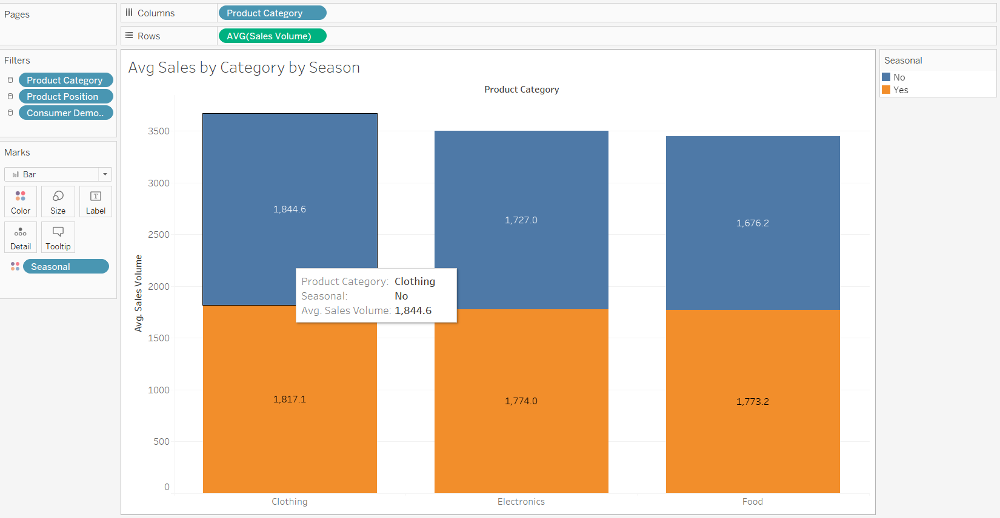 Pages
Columns
Product Category
Rows
AVG(Sales Volume)
Filters
Product Category
Product Position
Consumer Demo..
Marks
Bar
Color
Size
Label
Detail
Tooltip
Seasonal
Avg Sales by Category by Season
Product Category
Avg. Sales Volume
3500
3000
2500
2000
1500
1000
500
0
1,844.6
1,727.0
1,676.2
Product Category: Clothing
Seasonal: No
Avg. Sales Volume: 1,844.6
1,817.1
1,774.0
1,773.2
Clothing
Electronics
Food
Seasonal
No
Yes